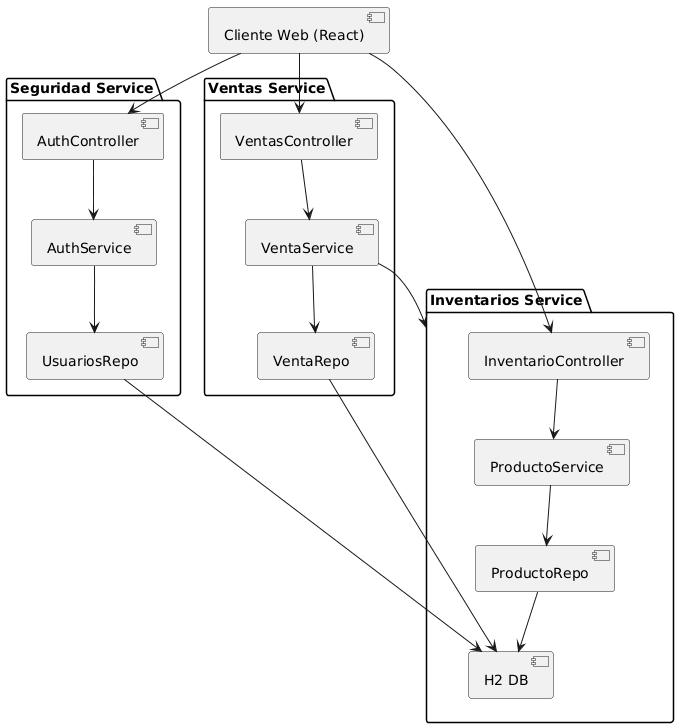 Cliente Web (React)
Seguridad Service
Ventas Service
AuthController
VentasController
AuthService
VentaService
Inventarios Service
UsuariosRepo
VentaRepo
InventarioController
ProductoService
ProductoRepo
H2 DB